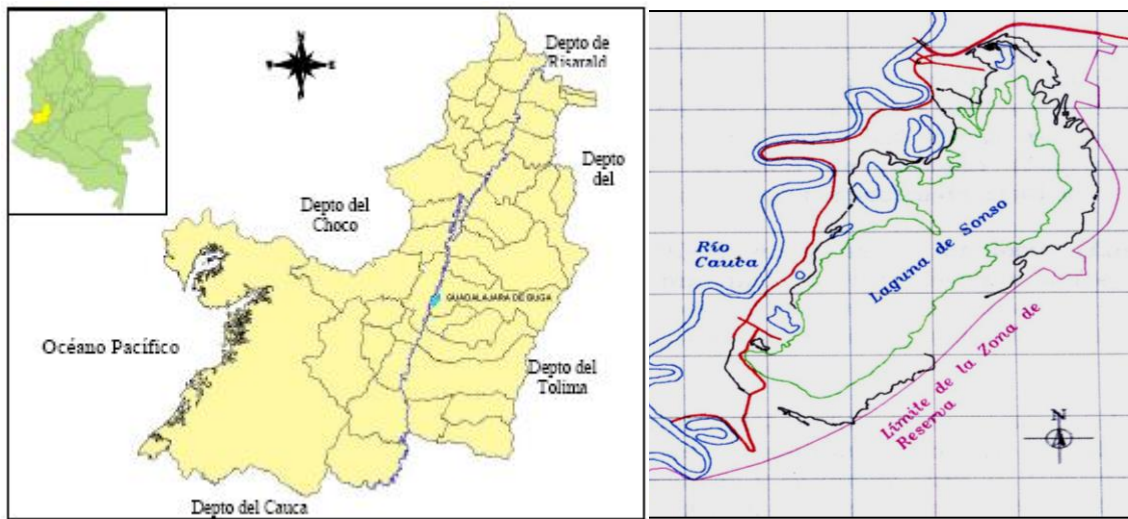 Depto de
Risarald
Depto
del
Depto del
Choco
GUADALAJARA DE BUGA
Océano Pacífico
Depto del
Tolima
Depto del Cauca
Río
Cauca
Laguna de Sonso
Límite de la Zona de
Reserva
N